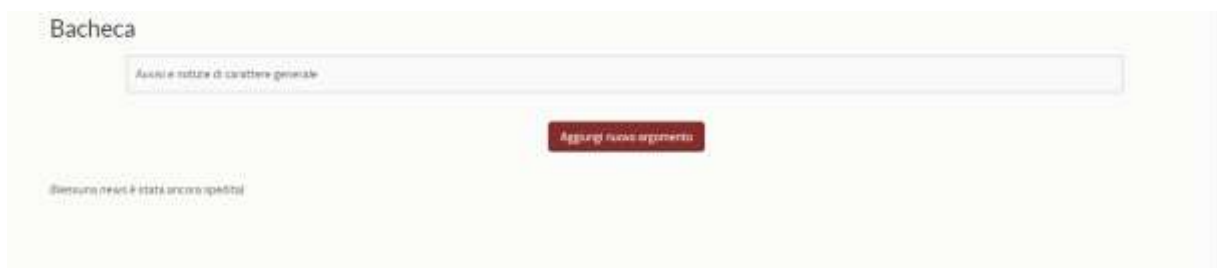 Bacheca
Avvisi e notizie di carattere generale
Aggiungi nuovo argomento
(Nessuna news è stata ancora spedita)